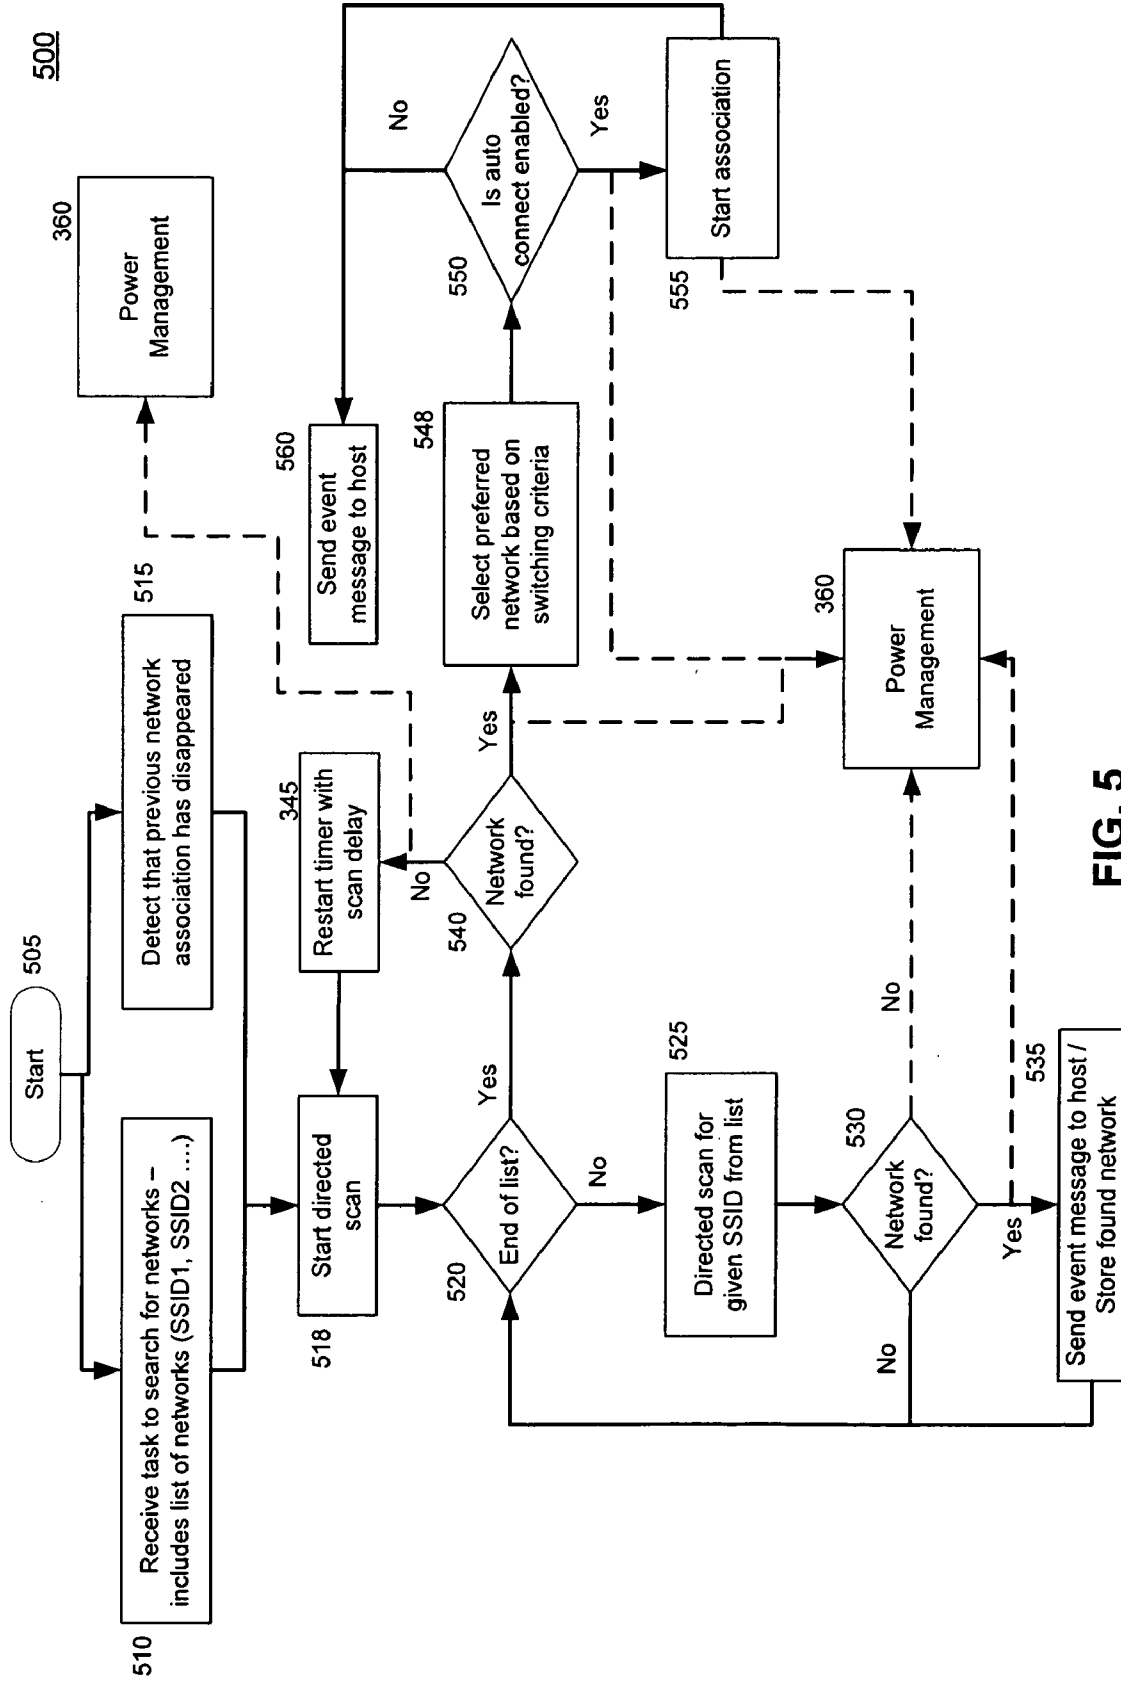 500
Start
505
510
Receive task to search for networks –
includes list of networks (SSID1, SSID2 ....)
Detect that previous network
association has disappeared
515
Power
Management
360
518
Start directed
scan
Restart timer with
scan delay
345
Send event
message to host
560
520
End of list?
Yes
No
540
Network
found?
No
Yes
Select preferred
network based on
switching criteria
548
550
Is auto
connect enabled?
No
Yes
555
Start association
Directed scan for
given SSID from list
525
Network
found?
530
No
No
Yes
Power
Management
360
Send event message to host /
Store found network
535
FIG. 5